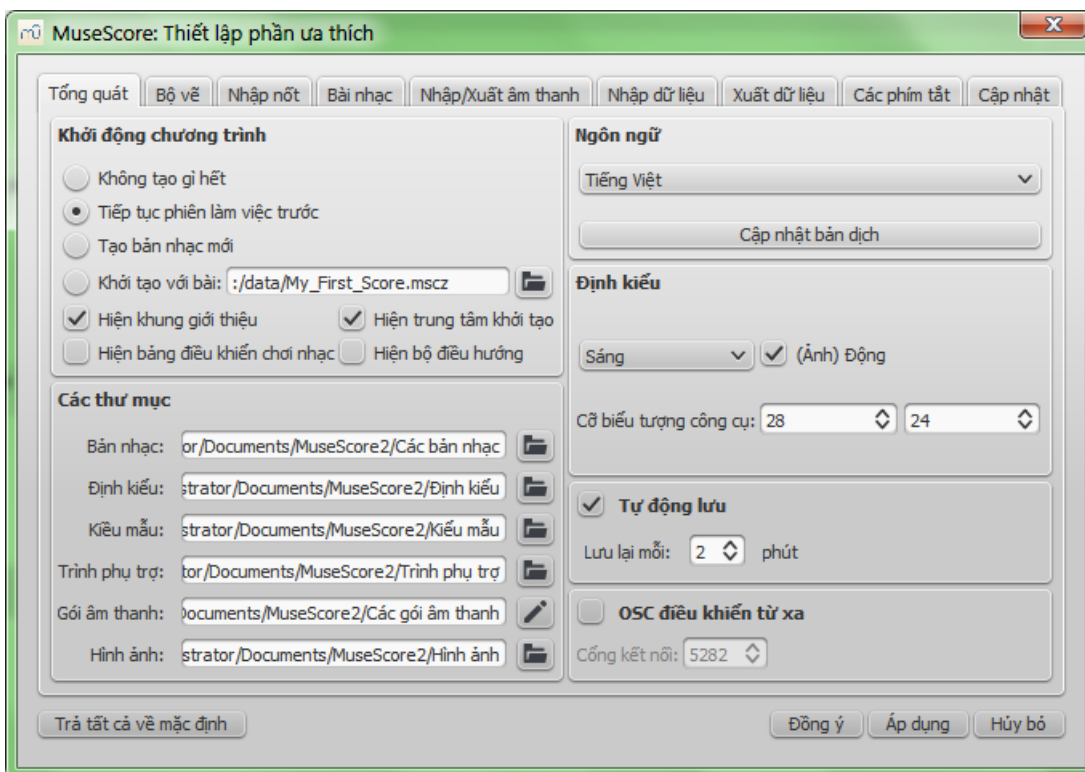 MuseScore: Thiết lập phần ưa thích
Tổng quát Bộ vẽ Nhập nốt Bài nhạc Nhập/Xuất âm thanh Nhập dữ liệu Xuất dữ liệu Các phím tắt Cập nhật
Khởi động chương trình
Không tạo gì hết
Tiếp tục phiên làm việc trước
Tạo bản nhạc mới
Khởi tạo với bài: :/data/My_First_Score.mscz
Hiện khung giới thiệu Hiện trung tâm khởi tạo
Hiện bảng điều khiển chơi nhạc Hiện bộ điều hướng
Các thư mục
Bản nhạc: or/Documents/MuseScore2/Các bản nhạc
Định kiểu: strator/Documents/MuseScore2/Định kiểu
Kiều mẫu: strator/Documents/MuseScore2/Kiểu mẫu
Trình phụ trợ: tor/Documents/MuseScore2/Trình phụ trợ
Gói âm thanh: Documents/MuseScore2/Các gói âm thanh
Hình ảnh: strator/Documents/MuseScore2/Hình ảnh
Ngôn ngữ
Tiếng Việt
Cập nhật bản dịch
Định kiểu
Sáng (Ảnh) Động
Cỡ biểu tượng công cụ: 28 24
Tự động lưu
Lưu lại mỗi: 2 phút
OSC điều khiển từ xa
Cổng kết nối: 5282
Trả tất cả về mặc định Đồng ý Áp dụng Hủy bỏ